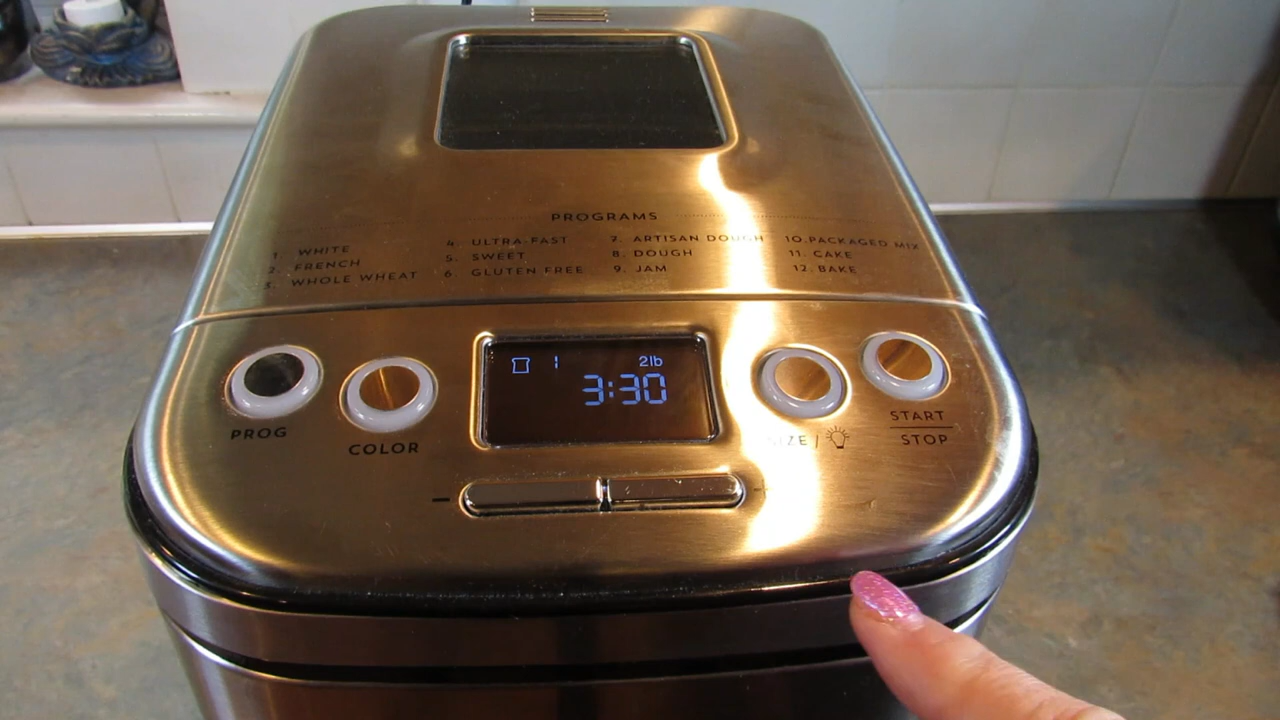 PROGRAMS
1 WHITE
2. FRENCH
3. WHOLE WHEAT
4. ULTRA-FAST
5. SWEET
6. GLUTEN FREE
7. ARTISAN DOUGH
8. DOUGH
9. JAM
10. PACKAGED MIX
11. CAKE
12. BAKE
1 2lb
3:30
PROG
COLOR
SIZE /
START
STOP
- +